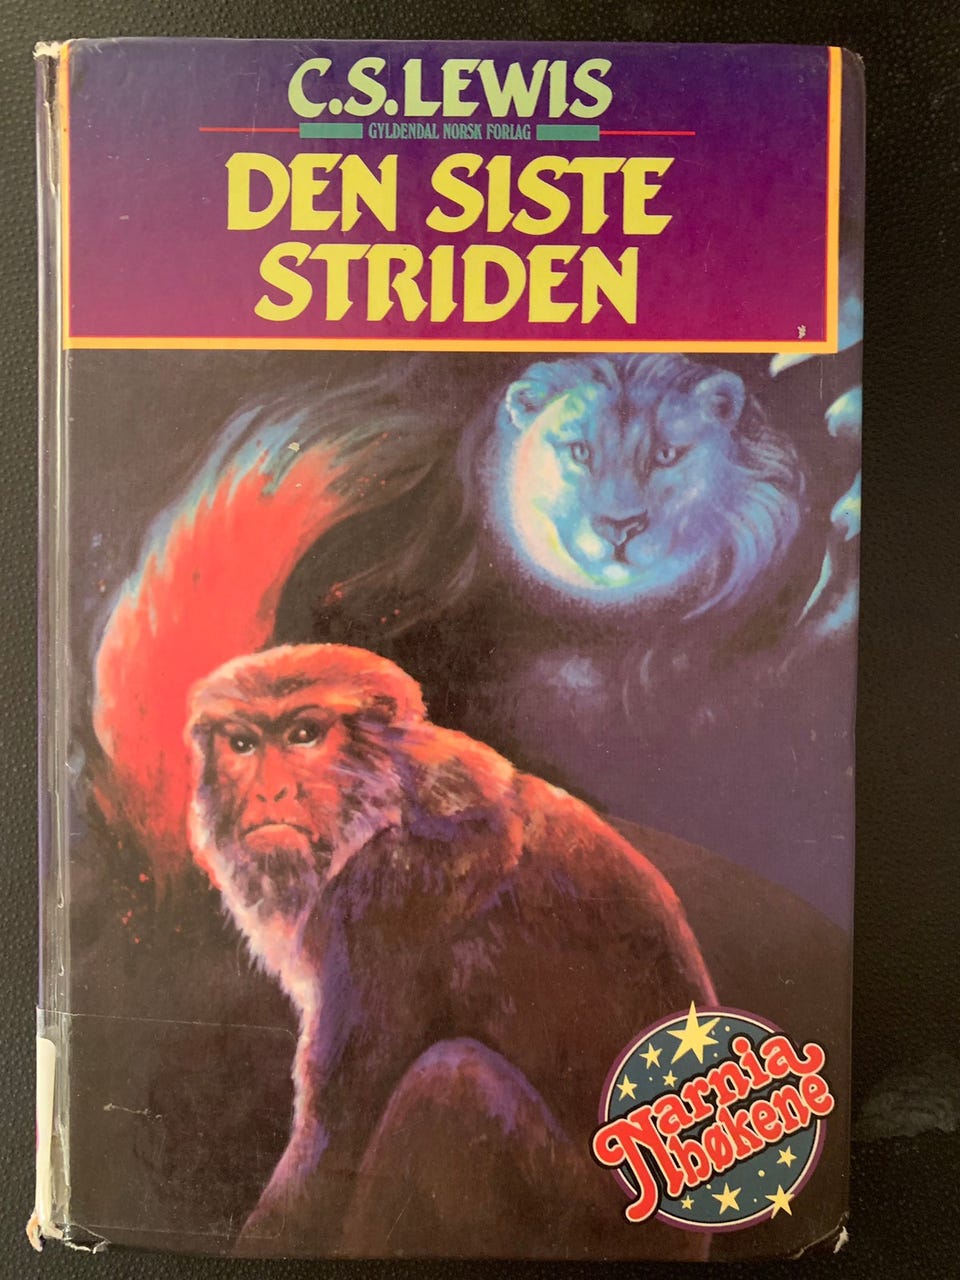 C.S.LEWIS
GYLDENDAL NORSK FORLAG
DEN SISTE
STRIDEN
Narnia
bøkene